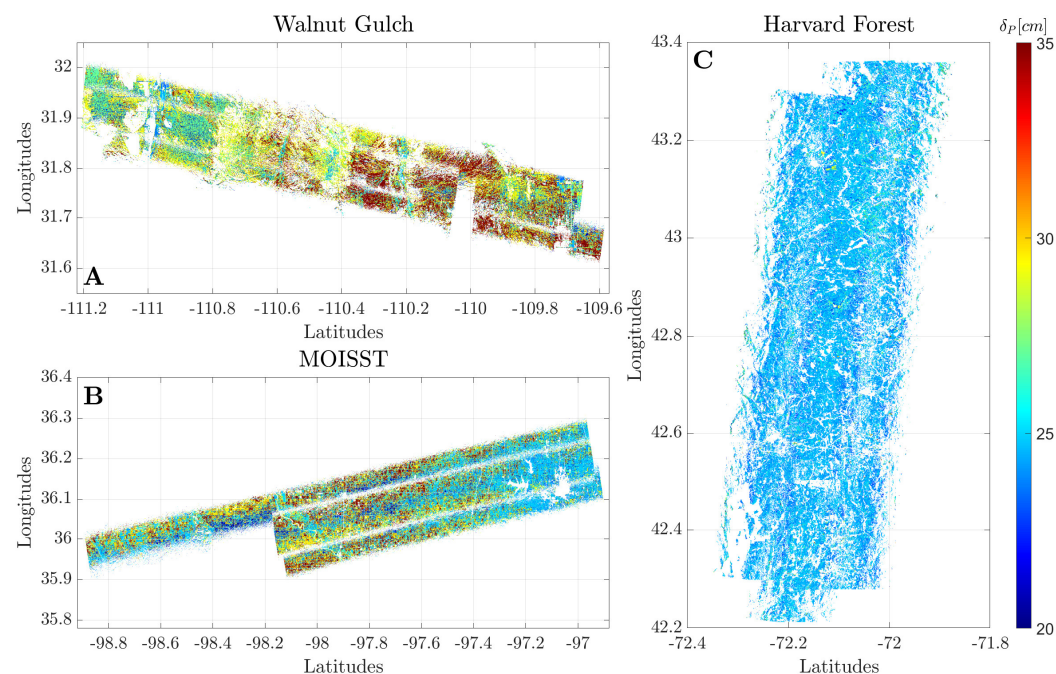 Walnut Gulch
32
31.9
31.8
31.7
31.6
Longitudes
A
-111.2 -111 -110.8 -110.6 -110.4 -110.2 -110 -109.8 -109.6
Latitudes
MOISST
36.4
36.3
36.2
36.1
36
35.9
35.8
Longitudes
B
-98.8 -98.6 -98.4 -98.2 -98 -97.8 -97.6 -97.4 -97.2 -97
Latitudes
Harvard Forest
43.4
43.2
43
42.8
42.6
42.4
42.2
Longitudes
C
-72.4 -72.2 -72 -71.8
Latitudes
δP[cm]
35
30
25
20